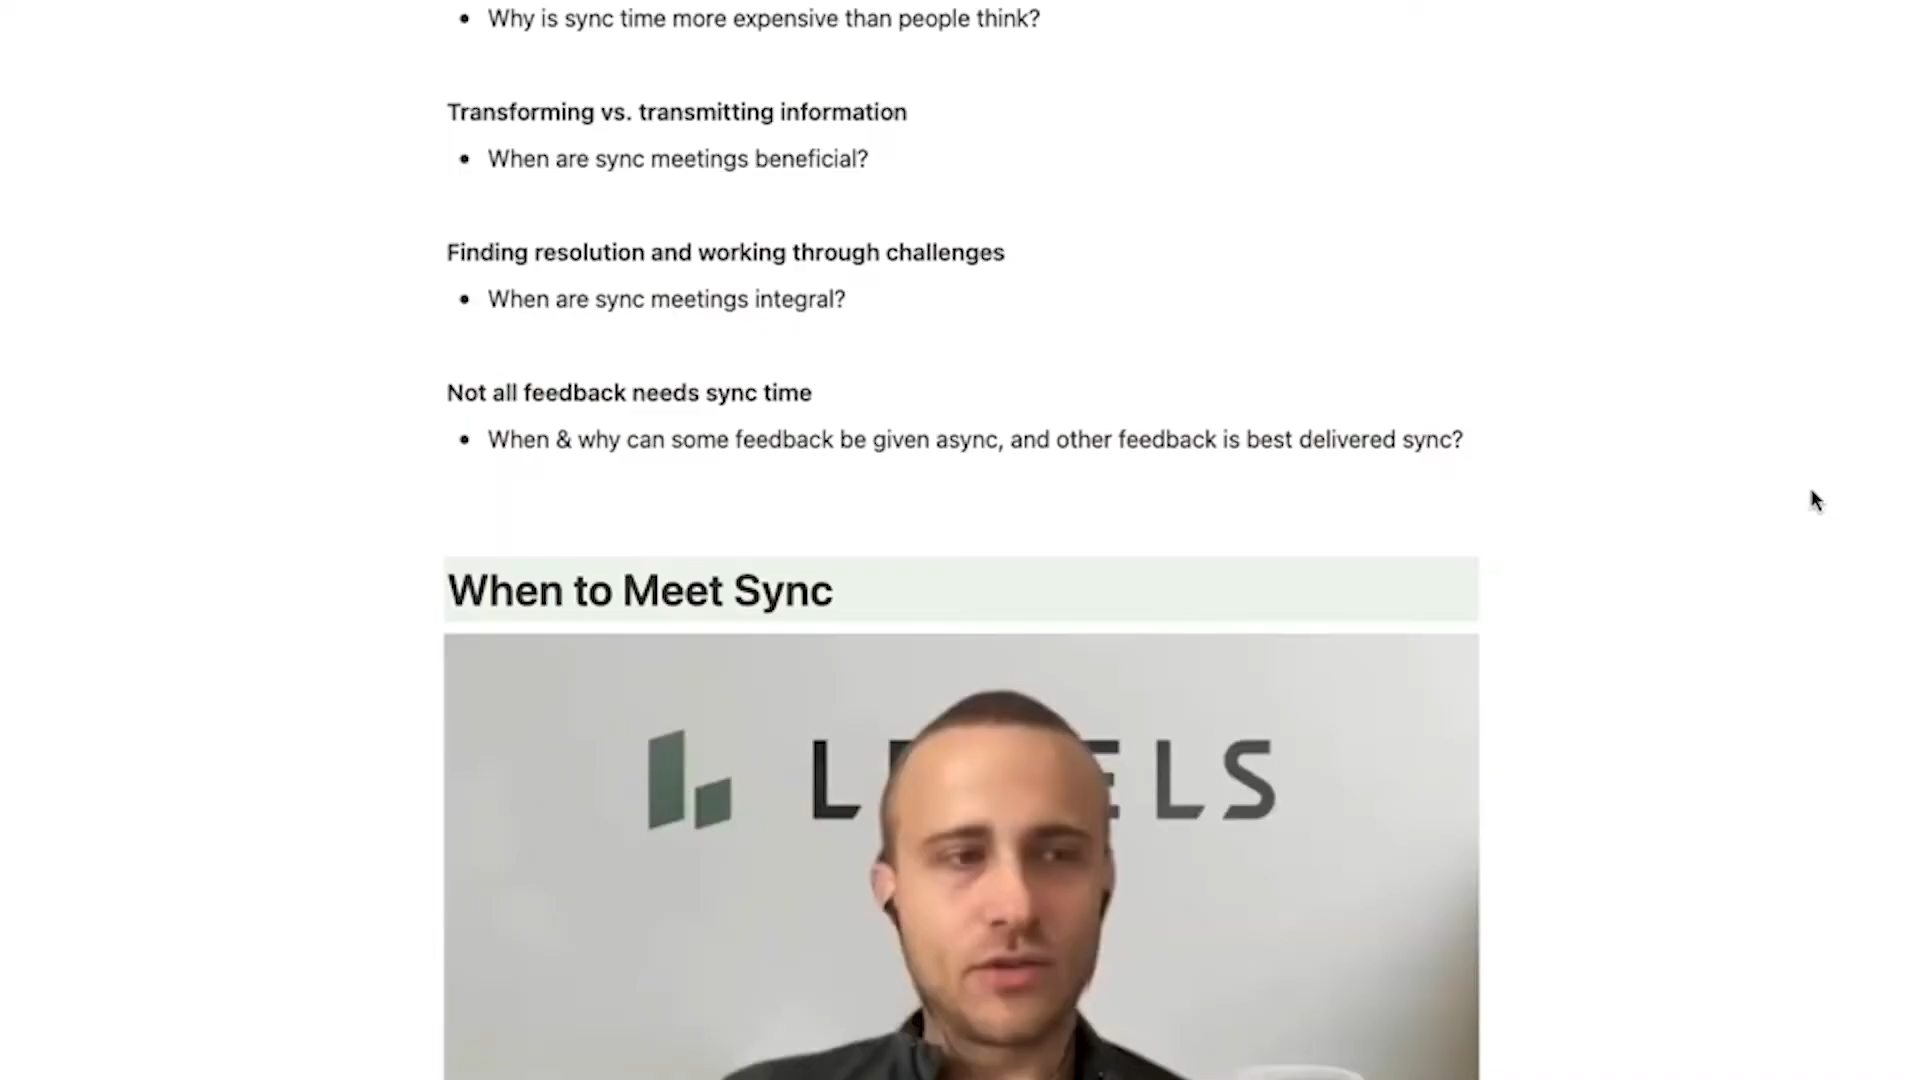 Why is sync time more expensive than people think?
Transforming vs. transmitting information
When are sync meetings beneficial?
Finding resolution and working through challenges
When are sync meetings integral?
Not all feedback needs sync time
When & why can some feedback be given async, and other feedback is best delivered sync?
When to Meet Sync
L ELS